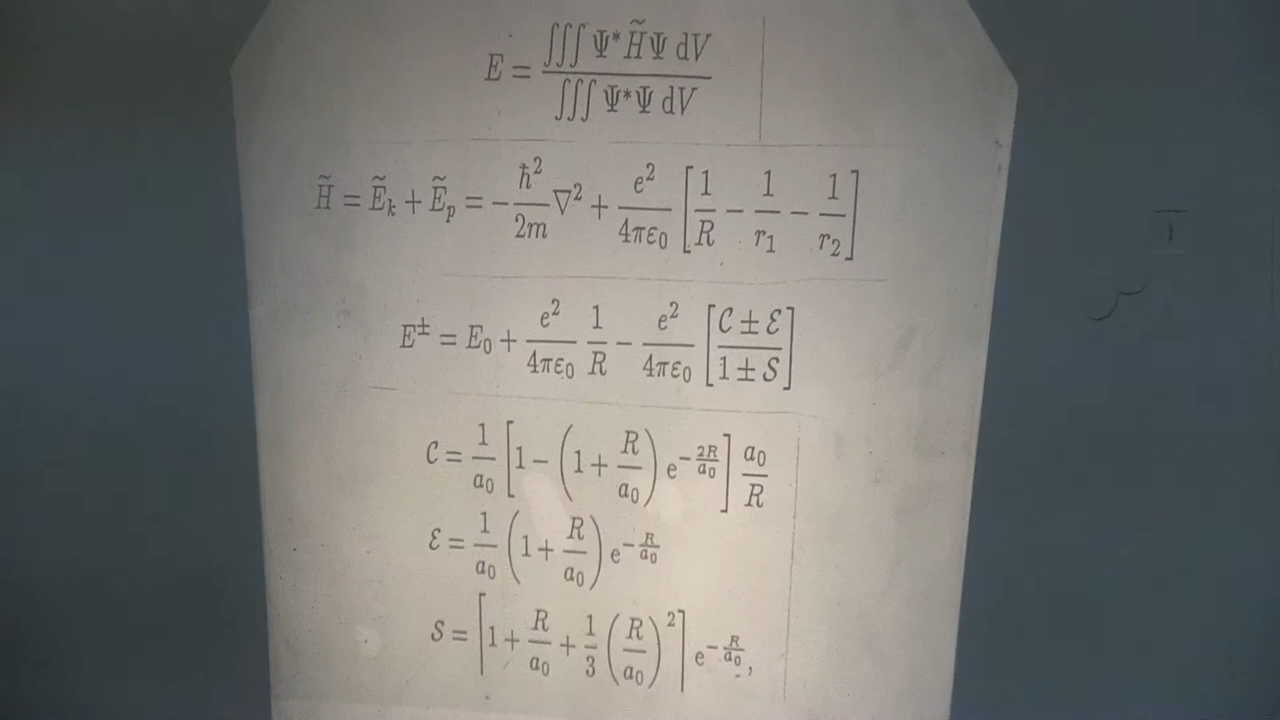 E = ∭ Ψ* H̃ Ψ dV / ∭ Ψ*Ψ dV
H̃ = Ẽₖ + Ẽₚ = −ħ²/2m ∇² + e²/4πε₀ [1/R − 1/r₁ − 1/r₂]
E± = E₀ + e²/4πε₀ 1/R − e²/4πε₀ [C ± ℰ / 1 ± S]
C = 1/a₀ [1 − (1 + R/a₀) e^(−2R/a₀)] a₀/R
ℰ = 1/a₀ (1 + R/a₀) e^(−R/a₀)
S = [1 + R/a₀ + 1/3 (R/a₀)²] e^(−R/a₀),